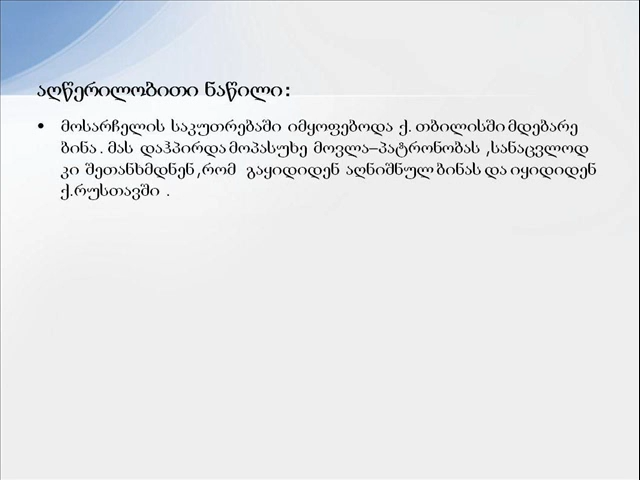 აღწერილობითი ნაწილი:
• მოსარჩელის საკუთრებაში იმყოფებოდა ქ. თბილისში მდებარე
ბინა. მას დაჰპირდა მოპასუხე მოვლა–პატრონობას ,სანაცვლოდ
კი შეთანხმდნენ,რომ გაყიდიდენ აღნიშნულ ბინას და იყიდიდენ
ქ.რუსთავში .